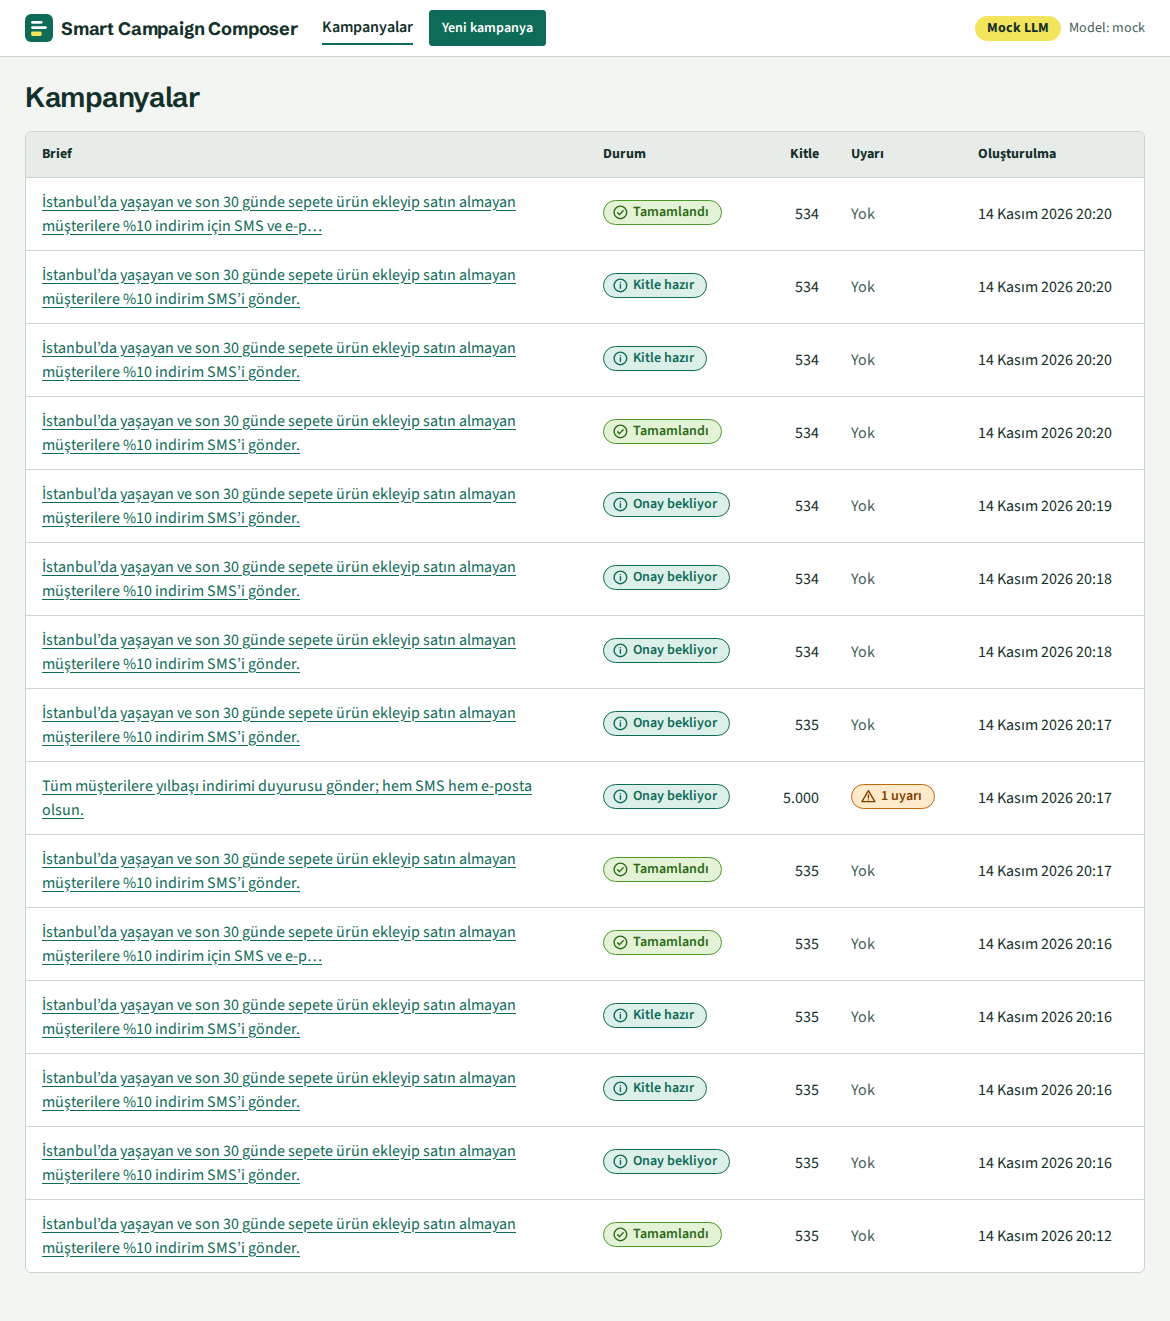 Smart Campaign Composer Kampanyalar Yeni kampanya Mock LLM Model: mock
Kampanyalar
Brief Durum Kitle Uyarı Oluşturulma
İstanbul’da yaşayan ve son 30 günde sepete ürün ekleyip satın almayan
müşterilere %10 indirim için SMS ve e-p… Tamamlandı 534 Yok 14 Kasım 2026 20:20
İstanbul’da yaşayan ve son 30 günde sepete ürün ekleyip satın almayan
müşterilere %10 indirim SMS’i gönder. Kitle hazır 534 Yok 14 Kasım 2026 20:20
İstanbul’da yaşayan ve son 30 günde sepete ürün ekleyip satın almayan
müşterilere %10 indirim SMS’i gönder. Kitle hazır 534 Yok 14 Kasım 2026 20:20
İstanbul’da yaşayan ve son 30 günde sepete ürün ekleyip satın almayan
müşterilere %10 indirim SMS’i gönder. Tamamlandı 534 Yok 14 Kasım 2026 20:20
İstanbul’da yaşayan ve son 30 günde sepete ürün ekleyip satın almayan
müşterilere %10 indirim SMS’i gönder. Onay bekliyor 534 Yok 14 Kasım 2026 20:19
İstanbul’da yaşayan ve son 30 günde sepete ürün ekleyip satın almayan
müşterilere %10 indirim SMS’i gönder. Onay bekliyor 534 Yok 14 Kasım 2026 20:18
İstanbul’da yaşayan ve son 30 günde sepete ürün ekleyip satın almayan
müşterilere %10 indirim SMS’i gönder. Onay bekliyor 534 Yok 14 Kasım 2026 20:18
İstanbul’da yaşayan ve son 30 günde sepete ürün ekleyip satın almayan
müşterilere %10 indirim SMS’i gönder. Onay bekliyor 535 Yok 14 Kasım 2026 20:17
Tüm müşterilere yılbaşı indirimi duyurusu gönder; hem SMS hem e-posta
olsun. Onay bekliyor 5.000 1 uyarı 14 Kasım 2026 20:17
İstanbul’da yaşayan ve son 30 günde sepete ürün ekleyip satın almayan
müşterilere %10 indirim SMS’i gönder. Tamamlandı 535 Yok 14 Kasım 2026 20:17
İstanbul’da yaşayan ve son 30 günde sepete ürün ekleyip satın almayan
müşterilere %10 indirim için SMS ve e-p… Tamamlandı 535 Yok 14 Kasım 2026 20:16
İstanbul’da yaşayan ve son 30 günde sepete ürün ekleyip satın almayan
müşterilere %10 indirim SMS’i gönder. Kitle hazır 535 Yok 14 Kasım 2026 20:16
İstanbul’da yaşayan ve son 30 günde sepete ürün ekleyip satın almayan
müşterilere %10 indirim SMS’i gönder. Kitle hazır 535 Yok 14 Kasım 2026 20:16
İstanbul’da yaşayan ve son 30 günde sepete ürün ekleyip satın almayan
müşterilere %10 indirim SMS’i gönder. Onay bekliyor 535 Yok 14 Kasım 2026 20:16
İstanbul’da yaşayan ve son 30 günde sepete ürün ekleyip satın almayan
müşterilere %10 indirim SMS’i gönder. Tamamlandı 535 Yok 14 Kasım 2026 20:12